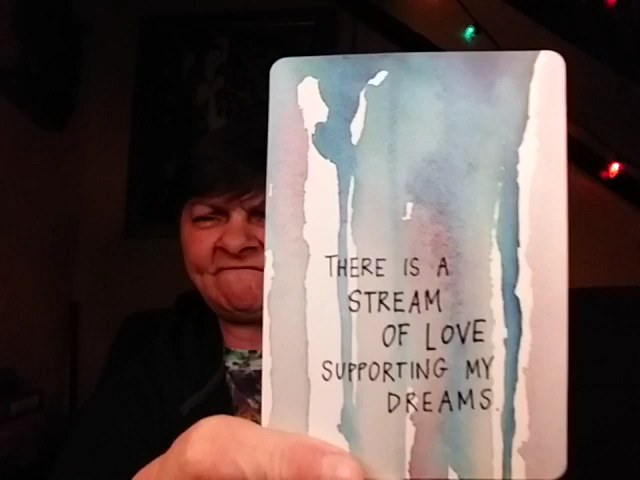 THERE IS A
STREAM
OF LOVE
SUPPORTING MY
DREAMS.